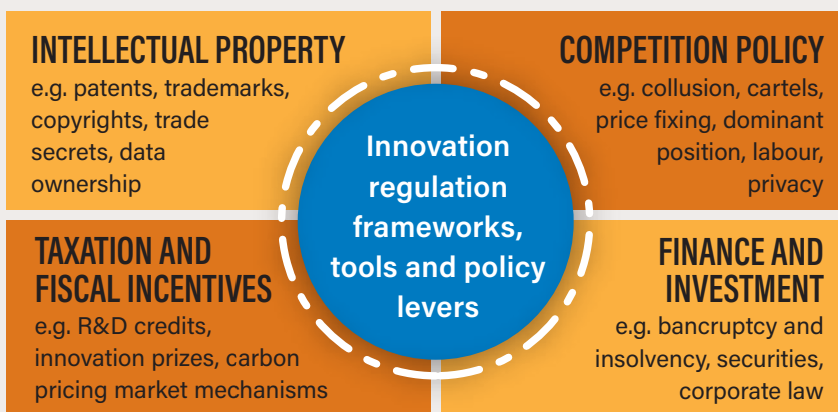 INTELLECTUAL PROPERTY
e.g. patents, trademarks,
copyrights, trade
secrets, data
ownership
COMPETITION POLICY
e.g. collusion, cartels,
price fixing, dominant
position, labour,
privacy
Innovation
regulation
frameworks,
tools and policy
levers
TAXATION AND
FISCAL INCENTIVES
e.g. R&D credits,
innovation prizes, carbon
pricing market mechanisms
FINANCE AND
INVESTMENT
e.g. bancruptcy and
insolvency, securities,
corporate law